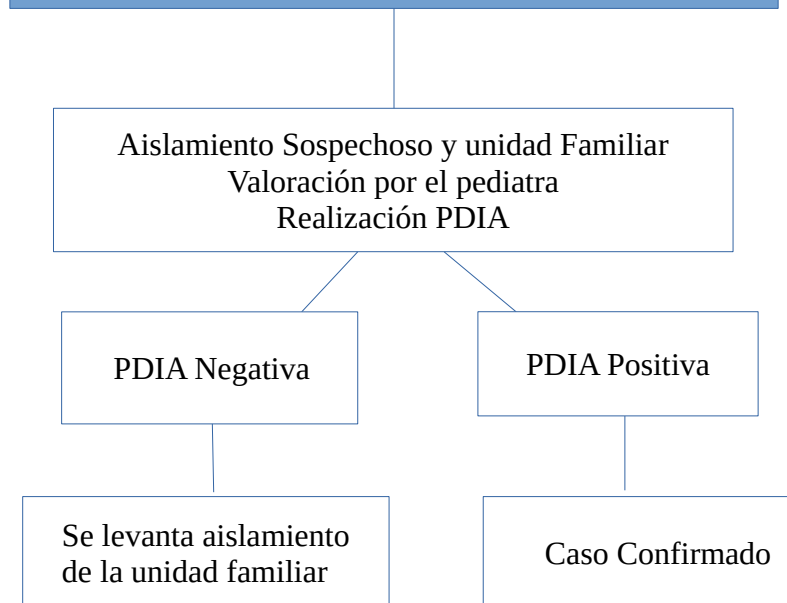 Aislamiento Sospechoso y unidad Familiar
Valoración por el pediatra
Realización PDIA
PDIA Negativa
PDIA Positiva
Se levanta aislamiento
de la unidad familiar
Caso Confirmado